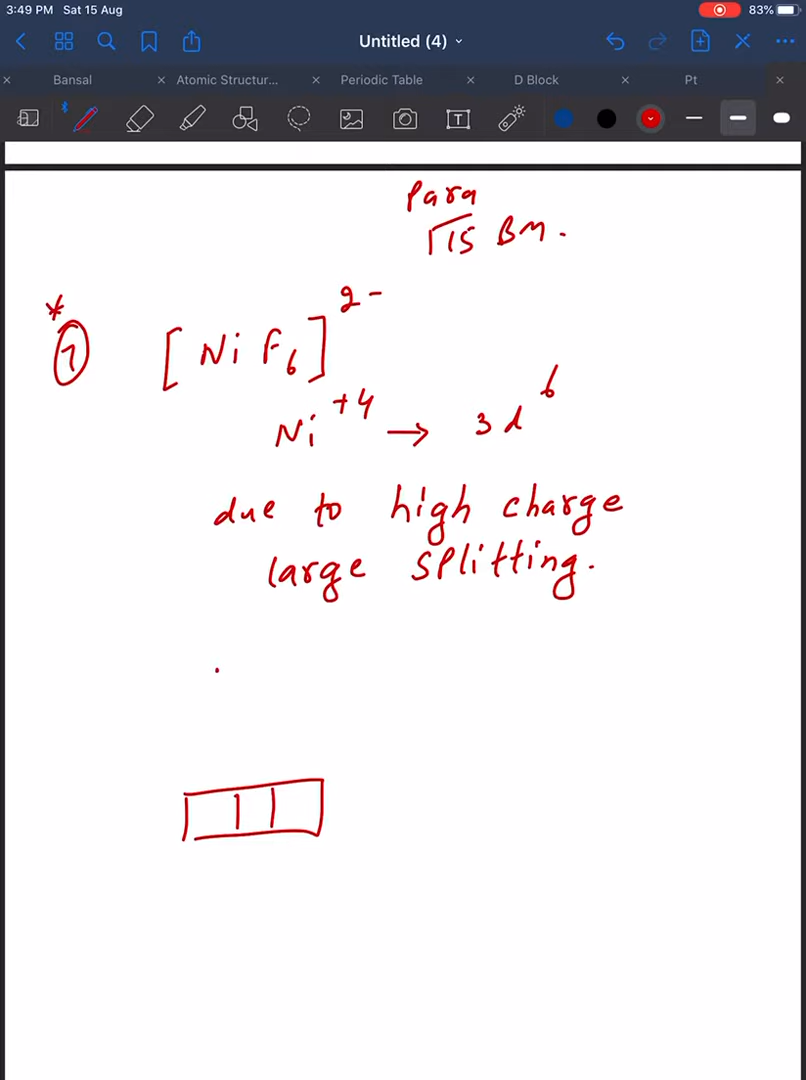 3:49 PM Sat 15 Aug 83%
Untitled (4)
Bansal Atomic Structur... Periodic Table D Block Pt
T
Para
√15 BM.
*
7 [NiF6]2-
Ni+4 → 3d6
due to high charge
large splitting.